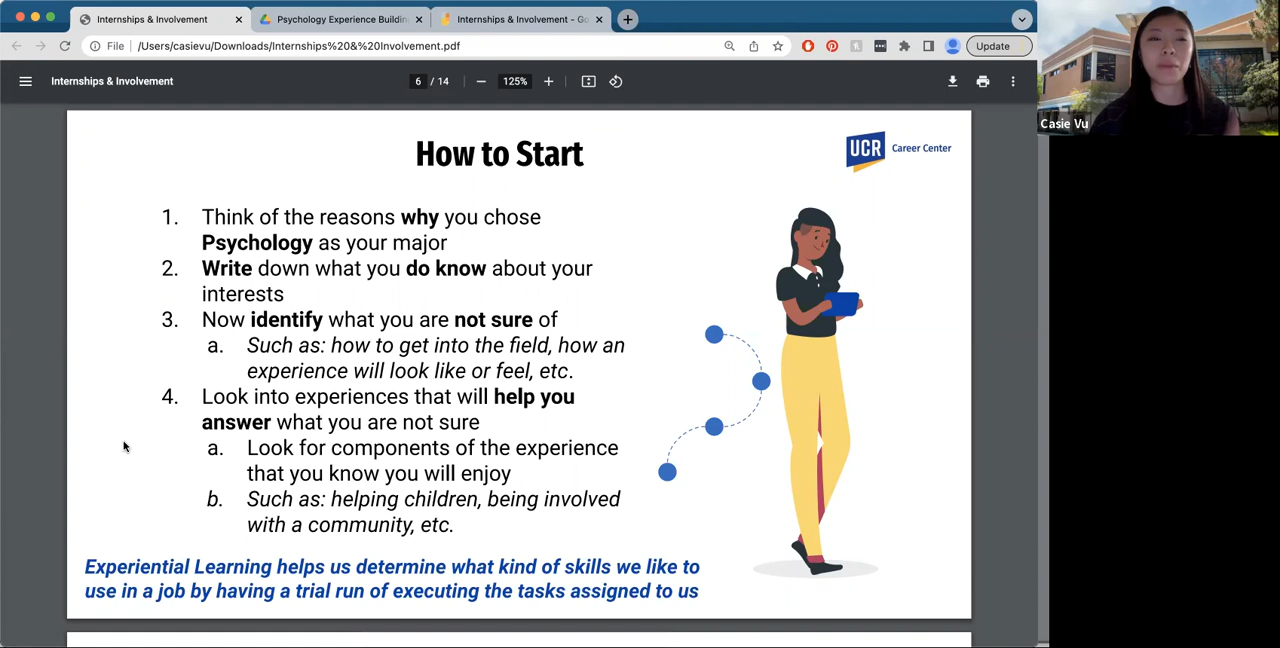 Internships & Involvement
Psychology Experience Buildin
Internships & Involvement - Go
File
/Users/casievu/Downloads/Internships%20&%20Involvement.pdf
Update
Internships & Involvement
6 / 14
125%
Casie Vu
How to Start
UCR Career Center
1. Think of the reasons why you chose
Psychology as your major
2. Write down what you do know about your
interests
3. Now identify what you are not sure of
a. Such as: how to get into the field, how an
experience will look like or feel, etc.
4. Look into experiences that will help you
answer what you are not sure
a. Look for components of the experience
that you know you will enjoy
b. Such as: helping children, being involved
with a community, etc.
Experiential Learning helps us determine what kind of skills we like to
use in a job by having a trial run of executing the tasks assigned to us